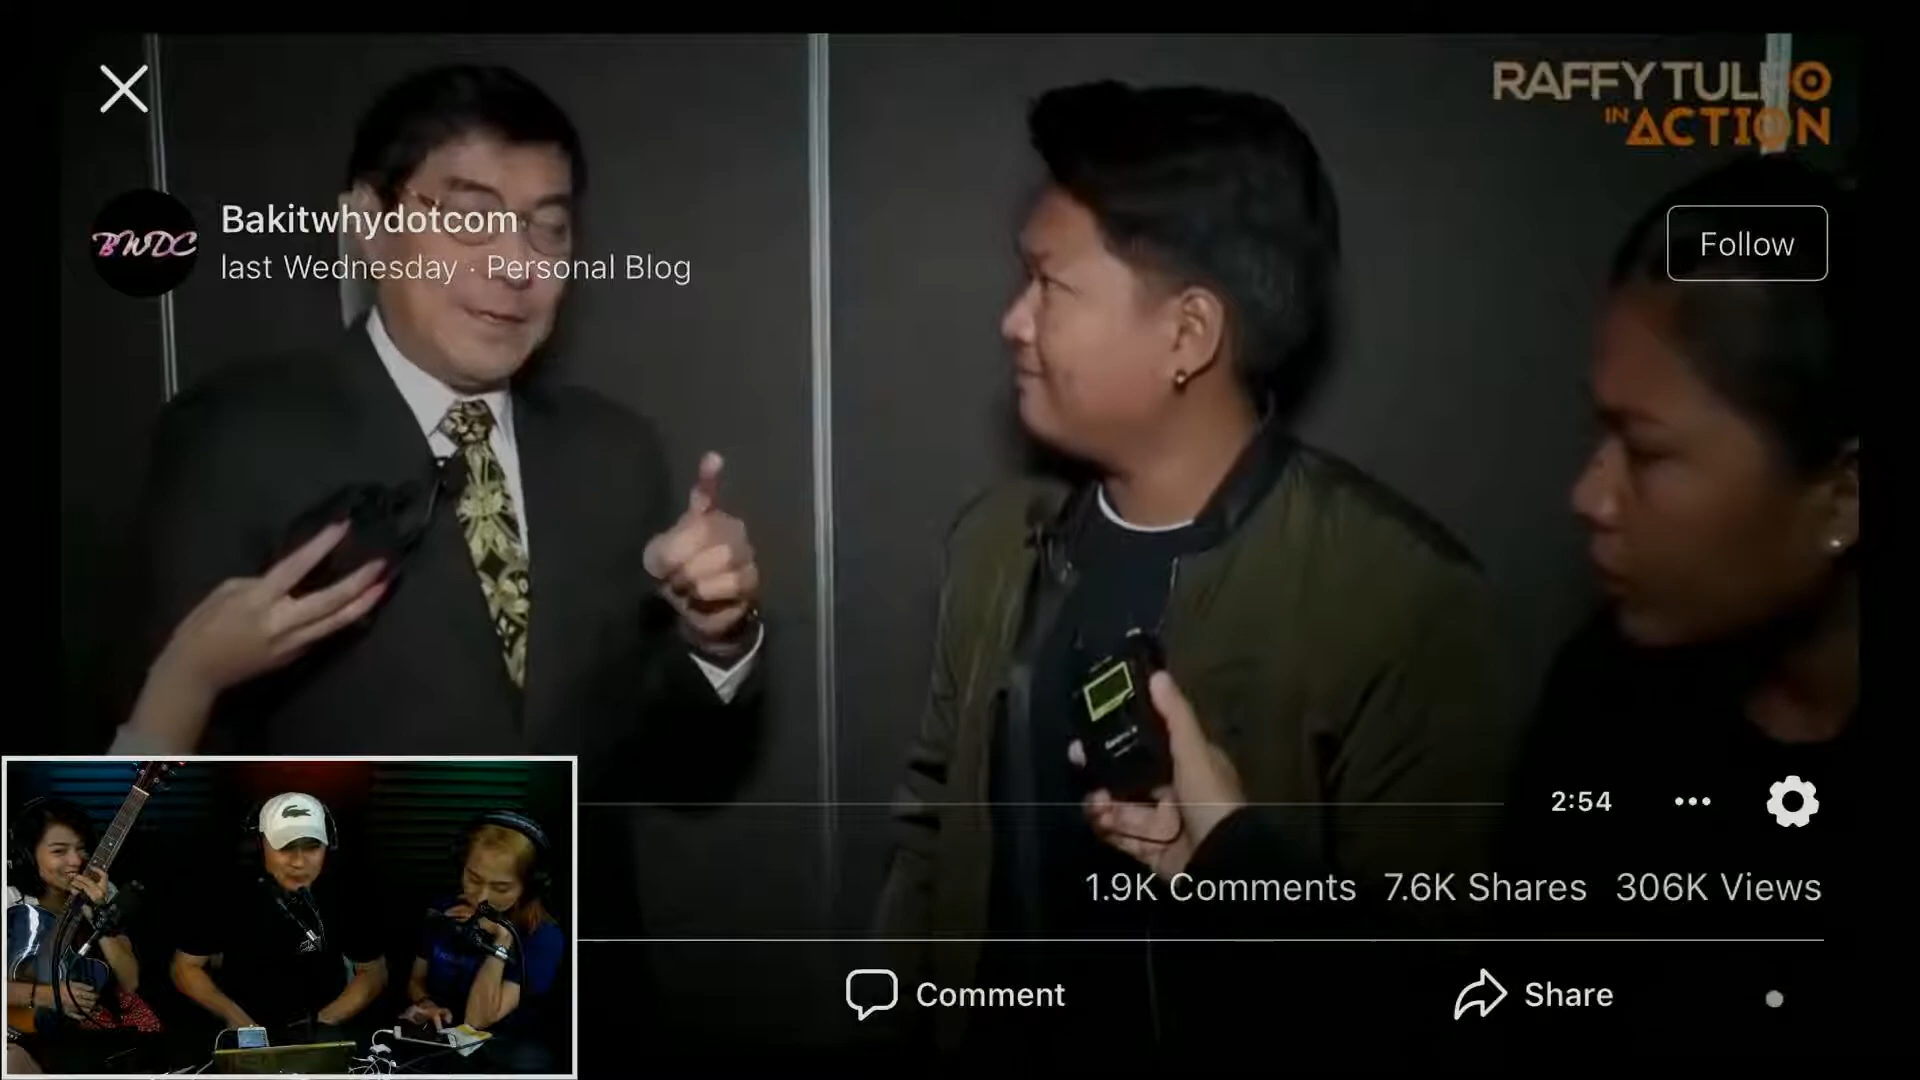 RAFFY TULFO
IN ACTION
BWDC
Bakitwhydotcom
last Wednesday · Personal Blog
Follow
2:54
1.9K Comments 7.6K Shares 306K Views
Comment
Share